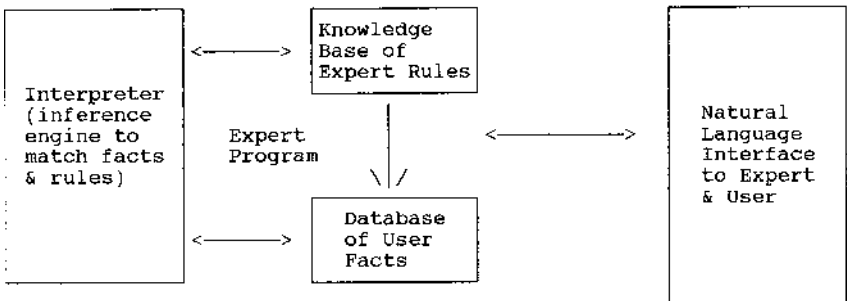 Knowledge
Base of
Expert Rules
Interpreter
(inference
engine to
match facts
& rules)
Expert
Program
Natural
Language
Interface
to Expert
& User
Database
of User
Facts